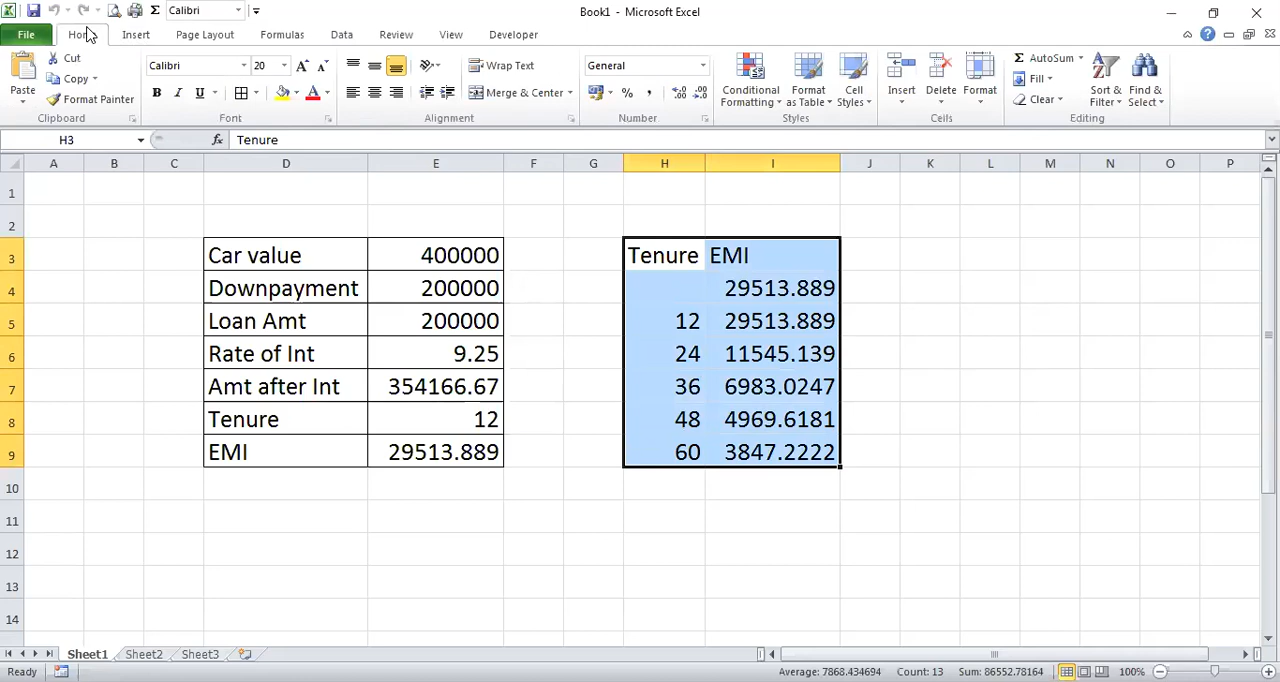 Calibri
Book1 - Microsoft Excel
File Home Insert Page Layout Formulas Data Review View Developer
Paste
Cut
Copy
Format Painter
Clipboard
Calibri 20
B I U
Font
Wrap Text
Merge & Center
Alignment
General
Number
Conditional Formatting
Format as Table
Cell Styles
Styles
Insert
Delete
Format
Cells
AutoSum
Fill
Clear
Sort & Filter
Find & Select
Editing
H3 fx Tenure
A B C D E F G H I J K L M N O P
1
2
3 Car value 400000 Tenure EMI
4 Downpayment 200000 29513.889
5 Loan Amt 200000 12 29513.889
6 Rate of Int 9.25 24 11545.139
7 Amt after Int 354166.67 36 6983.0247
8 Tenure 12 48 4969.6181
9 EMI 29513.889 60 3847.2222
10
11
12
13
14
Sheet1 Sheet2 Sheet3
Ready Average: 7868.434694 Count: 13 Sum: 86552.78164 100%